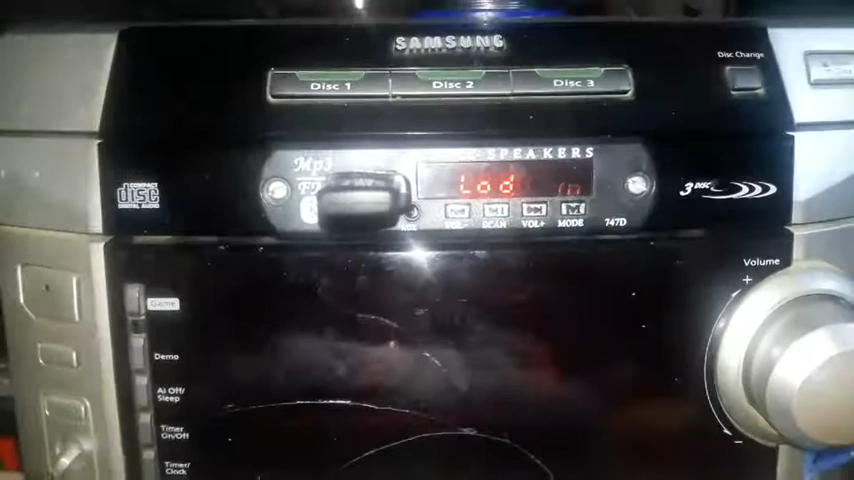 SAMSUNG
Disc Change
Disc 1
Disc 2
Disc 3
Mp3
SPEAKERS
COMPACT
disc
DIGITAL AUDIO
Lod
3 DISC
VOL-
SCAN
VOL+
MODE
747D
Volume
+
Game
Demo
AI Off/
Sleep
Timer
On/Off
Timer
/Clock
-